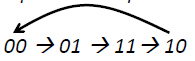 00 → 01 → 11 → 10